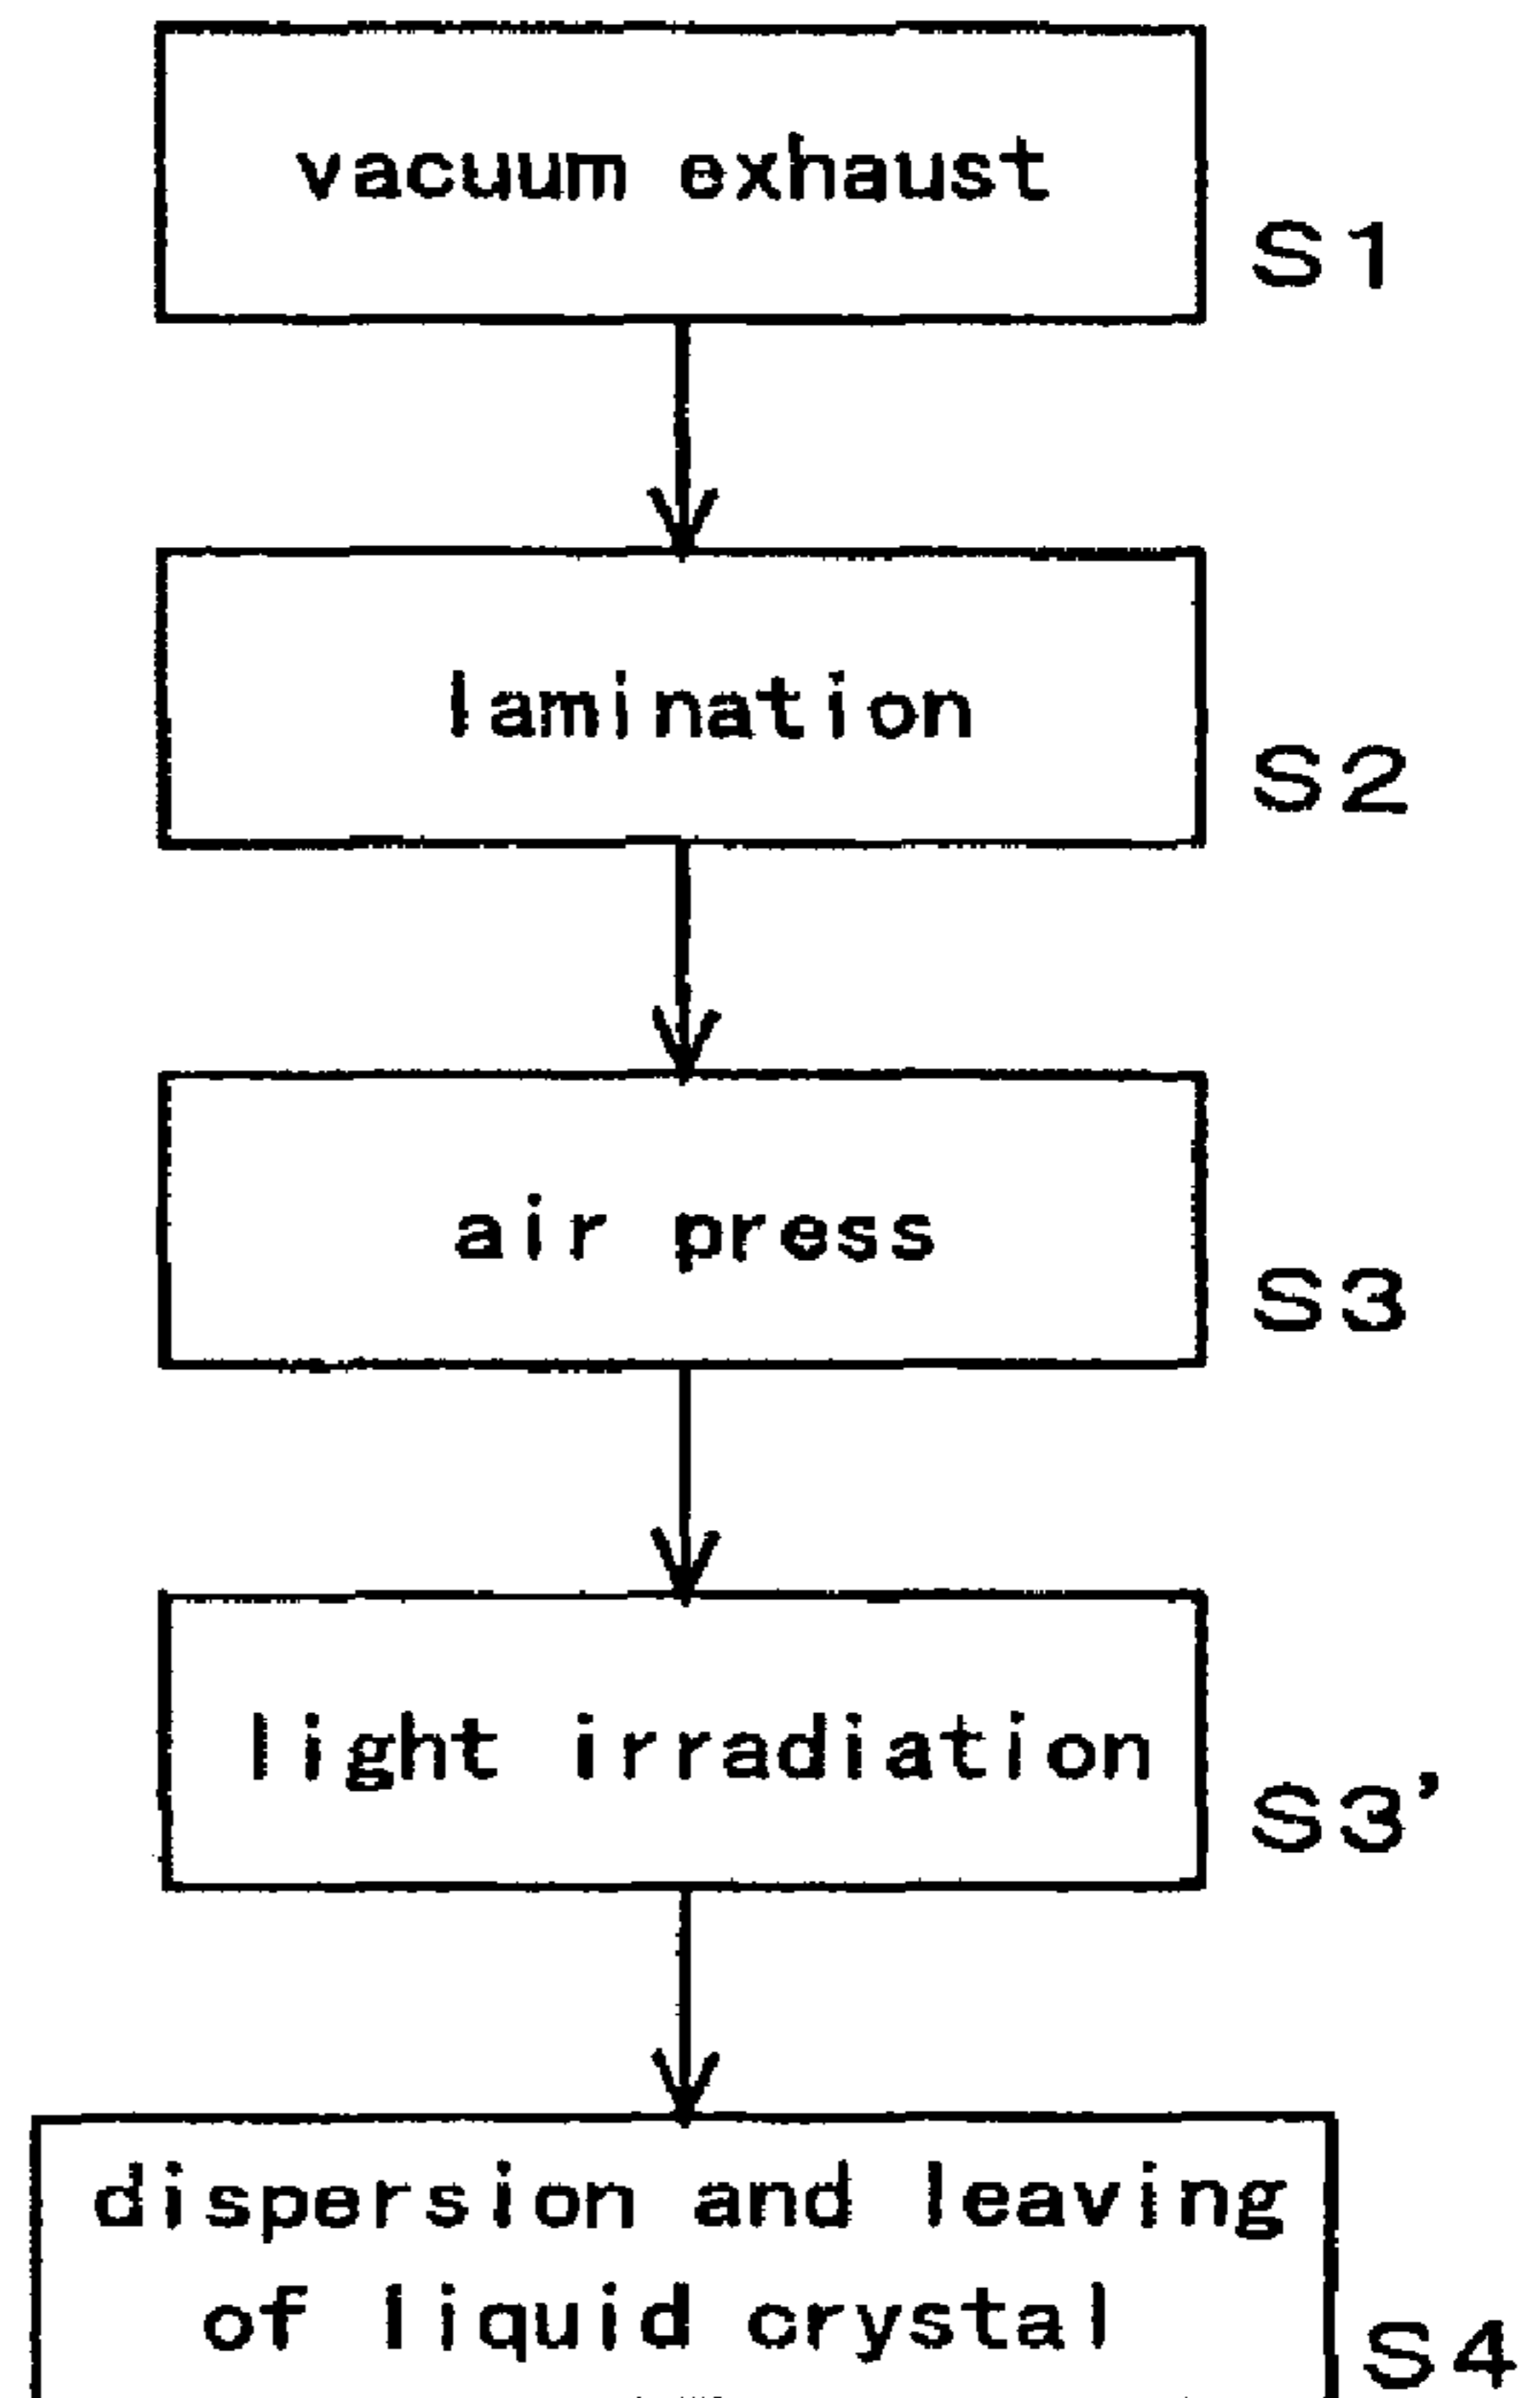 vacuum exhaust
S1
lamination
S2
air press
S3
light irradiation
S3'
dispersion and leaving
of liquid crystal
S4